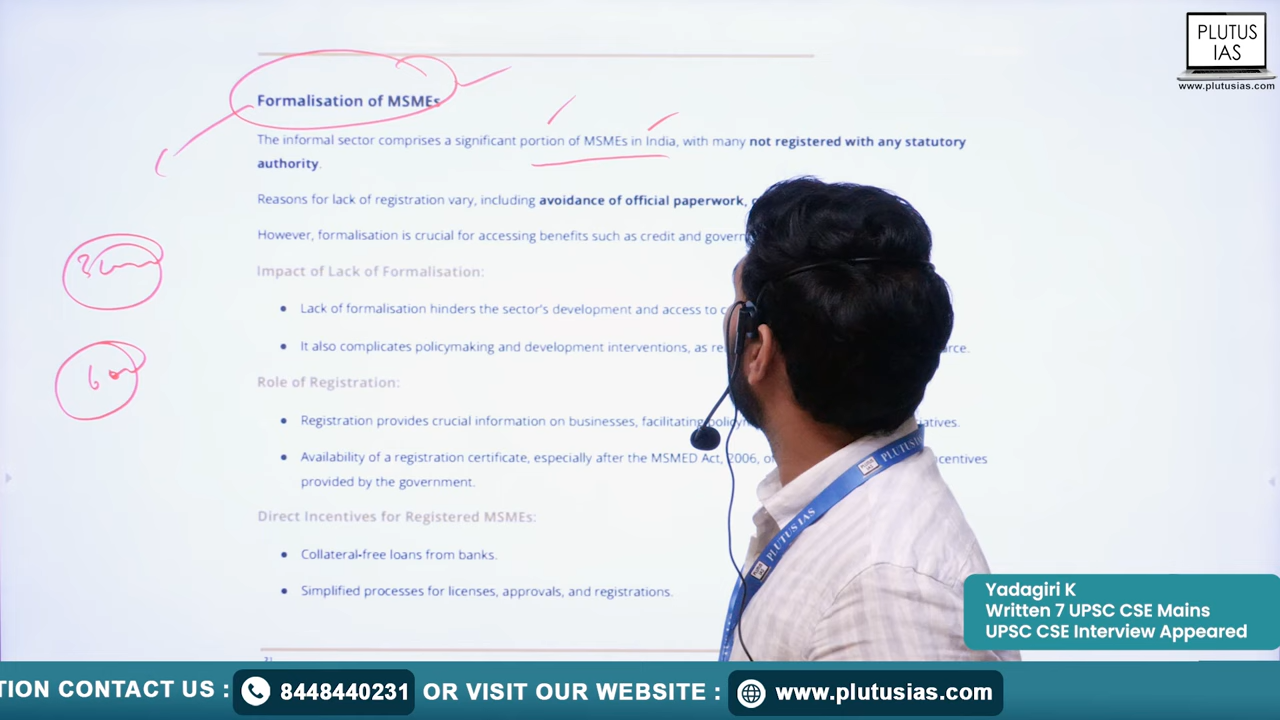 PLUTUS
IAS
www.plutusias.com
Formalisation of MSMEs
The informal sector comprises a significant portion of MSMEs in India, with many not registered with any statutory
authority.
Reasons for lack of registration vary, including avoidance of official paperwork,
However, formalisation is crucial for accessing benefits such as credit and govern
Impact of Lack of Formalisation:
• Lack of formalisation hinders the sector's development and access to c
• It also complicates policymaking and development interventions, as re rce.
Role of Registration:
• Registration provides crucial information on businesses, facilitating policym iatives.
• Availability of a registration certificate, especially after the MSMED Act, 2006, o centives
provided by the government.
Direct Incentives for Registered MSMEs:
• Collateral-free loans from banks.
• Simplified processes for licenses, approvals, and registrations.
PLUTUS IAS
PLUTUS
Yadagiri K
Written 7 UPSC CSE Mains
UPSC CSE Interview Appeared
TION CONTACT US : 8448440231 OR VISIT OUR WEBSITE : www.plutusias.com